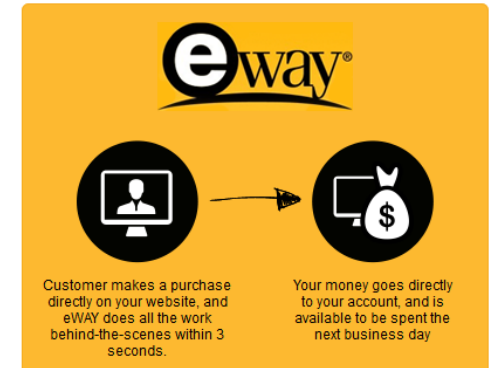 eway®
Customer makes a purchase
directly on your website, and
eWAY does all the work
behind-the-scenes within 3
seconds.
$
Your money goes directly
to your account, and is
available to be spent the
next business day